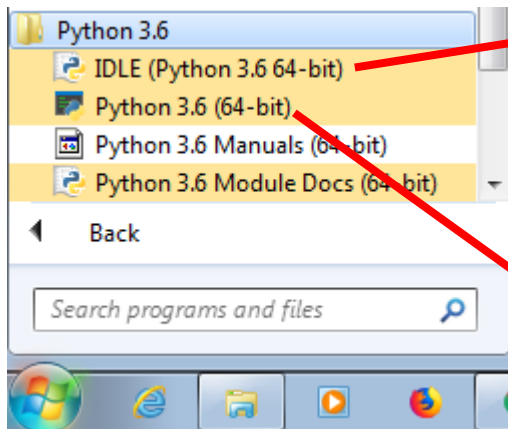 Python 3.6
IDLE (Python 3.6 64-bit)
Python 3.6 (64-bit)
Python 3.6 Manuals (64-bit)
Python 3.6 Module Docs (64-bit)
Back
Search programs and files